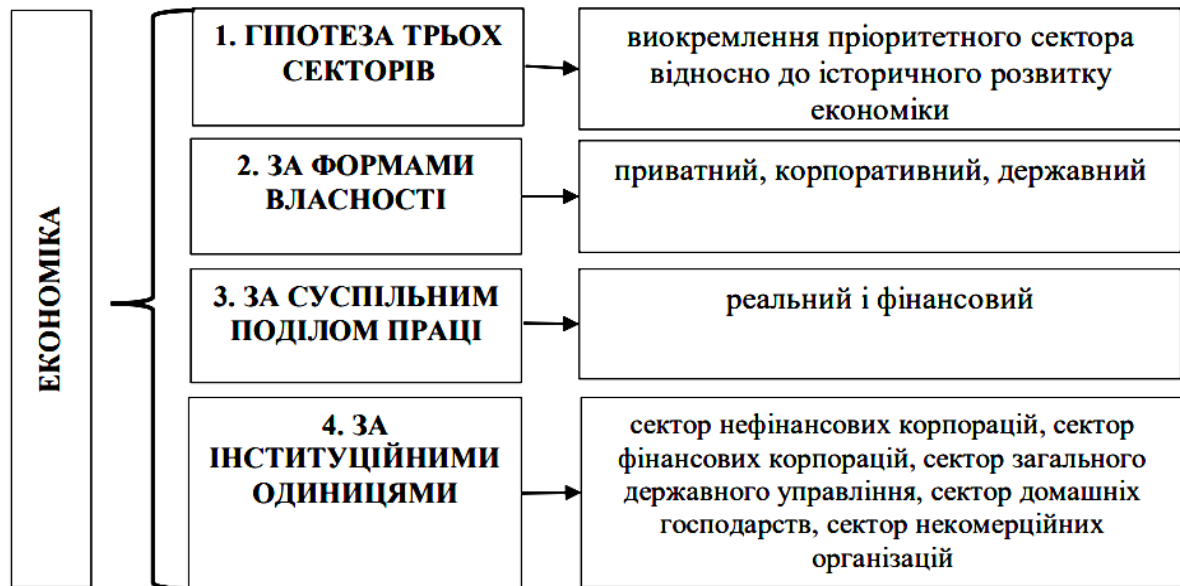 ЕКОНОМІКА
1. ГІПОТЕЗА ТРЬОХ
СЕКТОРІВ
виокремлення пріоритетного сектора
відносно до історичного розвитку
економіки
2. ЗА ФОРМАМИ
ВЛАСНОСТІ
приватний, корпоративний, державний
3. ЗА СУСПІЛЬНИМ
ПОДІЛОМ ПРАЦІ
реальний і фінансовий
4. ЗА
ІНСТИТУЦІЙНИМИ
ОДИНИЦЯМИ
сектор нефінансових корпорацій, сектор
фінансових корпорацій, сектор загального
державного управління, сектор домашніх
господарств, сектор некомерційних
організацій